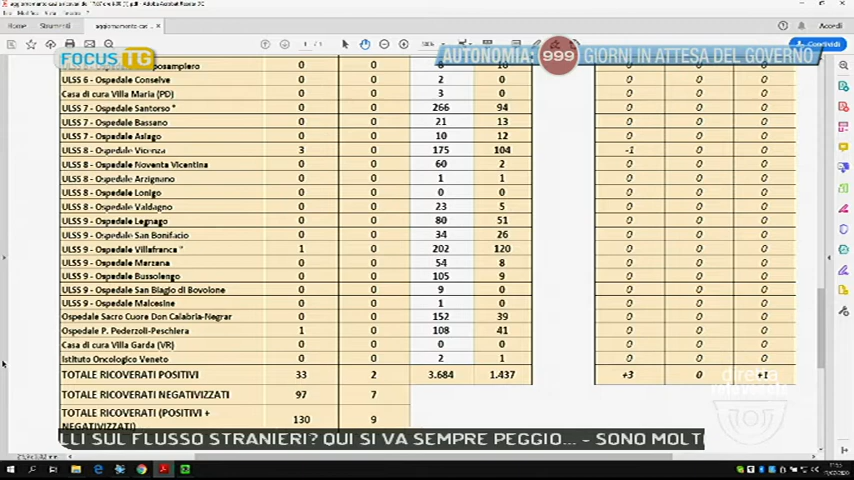 Accedi
Home Strumenti
Condividi
FOCUS TG
AUTONOMIA: 999 GIORNI IN ATTESA DEL GOVERNO
0 0 8 10 0 0 0
ULSS 6 - Ospedale Conselve 0 0 2 0 0 0 0
Casa di cura Villa Maria (PD) 0 0 3 0 0 0 0
ULSS 7 - Ospedale Santorso * 0 0 266 94 0 0 0
ULSS 7 - Ospedale Bassano 0 0 21 13 0 0 0
ULSS 7 - Ospedale Asiago 0 0 10 12 0 0 0
ULSS 8 - Ospedale Vicenza 3 0 175 104 -1 0 0
ULSS 8 - Ospedale Noventa Vicentina 0 0 60 2 0 0 0
ULSS 8 - Ospedale Arzignano 0 0 1 1 0 0 0
ULSS 8 - Ospedale Lonigo 0 0 0 0 0 0 0
ULSS 8 - Ospedale Valdagno 0 0 23 5 0 0 0
ULSS 9 - Ospedale Legnago 0 0 80 51 0 0 0
ULSS 9 - Ospedale San Bonifacio 0 0 34 26 0 0 0
ULSS 9 - Ospedale Villafranca * 1 0 202 120 0 0 0
ULSS 9 - Ospedale Marzana 0 0 54 8 0 0 0
ULSS 9 - Ospedale Bussolengo 0 0 105 9 0 0 0
ULSS 9 - Ospedale San Biagio di Bovolone 0 0 9 0 0 0 0
ULSS 9 - Ospedale Malcesine 0 0 1 0 0 0 0
Ospedale Sacro Cuore Don Calabria-Negrar 0 0 152 39 0 0 0
Ospedale P. Pederzoli-Peschiera 1 0 108 41 0 0 0
Casa di cura Villa Garda (VR) 0 0 0 0 0 0 0
Istituto Oncologico Veneto 0 0 2 1 0 0 0
TOTALE RICOVERATI POSITIVI 33 2 3.684 1.437 +3 0 +1
diretta
TOTALE RICOVERATI NEGATIVIZZATI 97 7
TOTALE RICOVERATI (POSITIVI +
NEGATIVIZZATI) 130 9
LLI SUL FLUSSO STRANIERI? QUI SI VA SEMPRE PEGGIO... - SONO MOLT